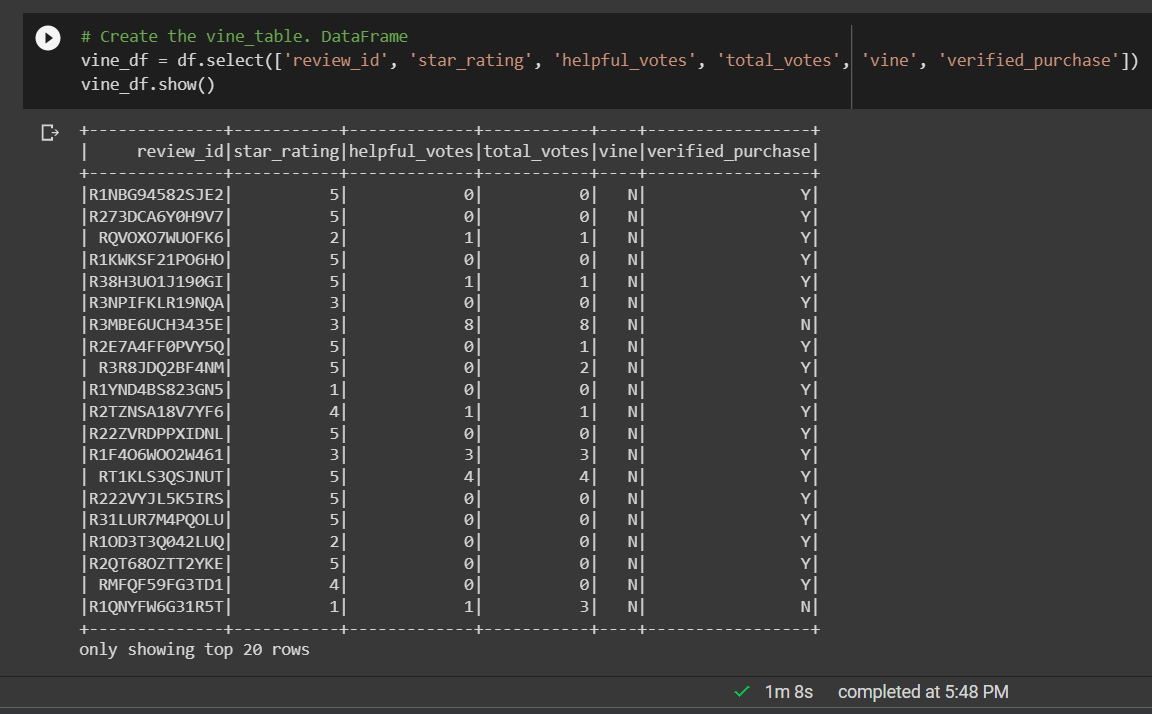 # Create the vine_table. DataFrame
vine_df = df.select(['review_id', 'star_rating', 'helpful_votes', 'total_votes', 'vine', 'verified_purchase'])
vine_df.show()
+--------------+-----------+-------------+-----------+----+-----------------+
|     review_id|star_rating|helpful_votes|total_votes|vine|verified_purchase|
+--------------+-----------+-------------+-----------+----+-----------------+
|R1NBG94582SJE2|          5|            0|          0|   N|                Y|
|R273DCA6Y0H9V7|          5|            0|          0|   N|                Y|
| RQVOXO7WUOFK6|          2|            1|          1|   N|                Y|
|R1KWKSF21PO6HO|          5|            0|          0|   N|                Y|
|R38H3UO1J190GI|          5|            1|          1|   N|                Y|
|R3NPIFKLR19NQA|          3|            0|          0|   N|                Y|
|R3MBE6UCH3435E|          3|            8|          8|   N|                N|
|R2E7A4FF0PVY5Q|          5|            0|          1|   N|                Y|
| R3R8JDQ2BF4NM|          5|            0|          2|   N|                Y|
|R1YND4BS823GN5|          1|            0|          0|   N|                Y|
|R2TZNSA18V7YF6|          4|            1|          1|   N|                Y|
|R22ZVRDPPXIDNL|          5|            0|          0|   N|                Y|
|R1F4O6WOO2W461|          3|            3|          3|   N|                Y|
| RT1KLS3QSJNUT|          5|            4|          4|   N|                Y|
|R222VYJL5K5IRS|          5|            0|          0|   N|                Y|
|R31LUR7M4PQOLU|          5|            0|          0|   N|                Y|
|R1OD3T3Q042LUQ|          2|            0|          0|   N|                Y|
|R2QT68OZTT2YKE|          5|            0|          0|   N|                Y|
| RMFQF59FG3TD1|          4|            0|          0|   N|                Y|
|R1QNYFW6G31R5T|          1|            1|          3|   N|                N|
+--------------+-----------+-------------+-----------+----+-----------------+
only showing top 20 rows
1m 8s completed at 5:48 PM